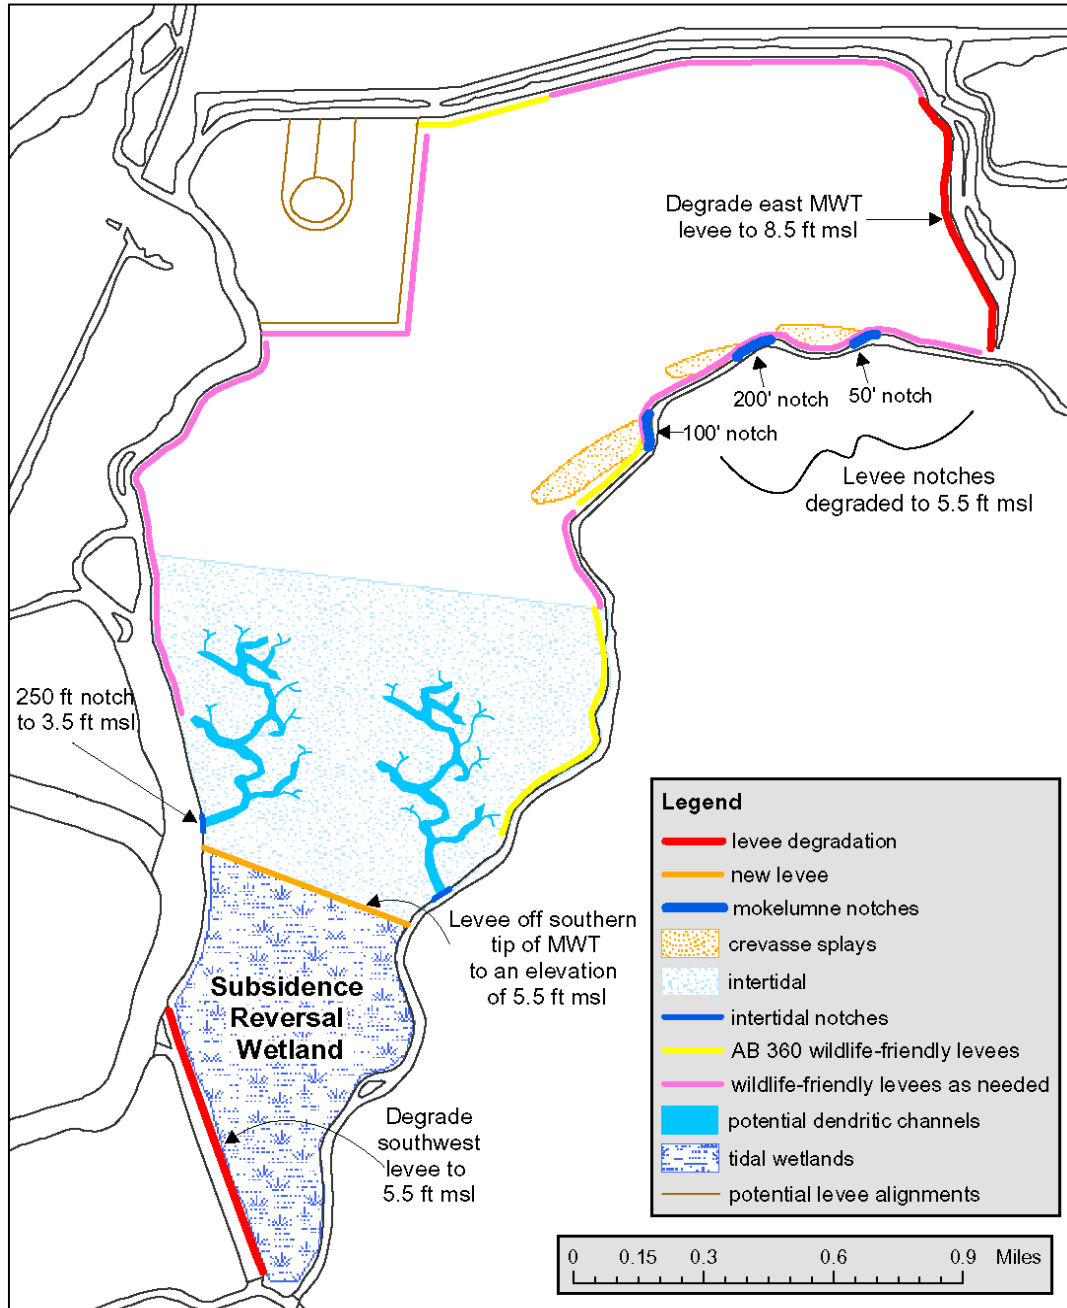 Degrade east MWT
levee to 8.5 ft msl
200' notch
50' notch
100' notch
Levee notches
degraded to 5.5 ft msl
250 ft notch
to 3.5 ft msl
Levee off southern
tip of MWT
to an elevation
of 5.5 ft msl
Subsidence
Reversal
Wetland
Degrade
southwest
levee to
5.5 ft msl
Legend
levee degradation
new levee
mokelumne notches
crevasse splays
intertidal
intertidal notches
AB 360 wildlife-friendly levees
wildlife-friendly levees as needed
potential dendritic channels
tidal wetlands
potential levee alignments
0 0.15 0.3 0.6 0.9 Miles